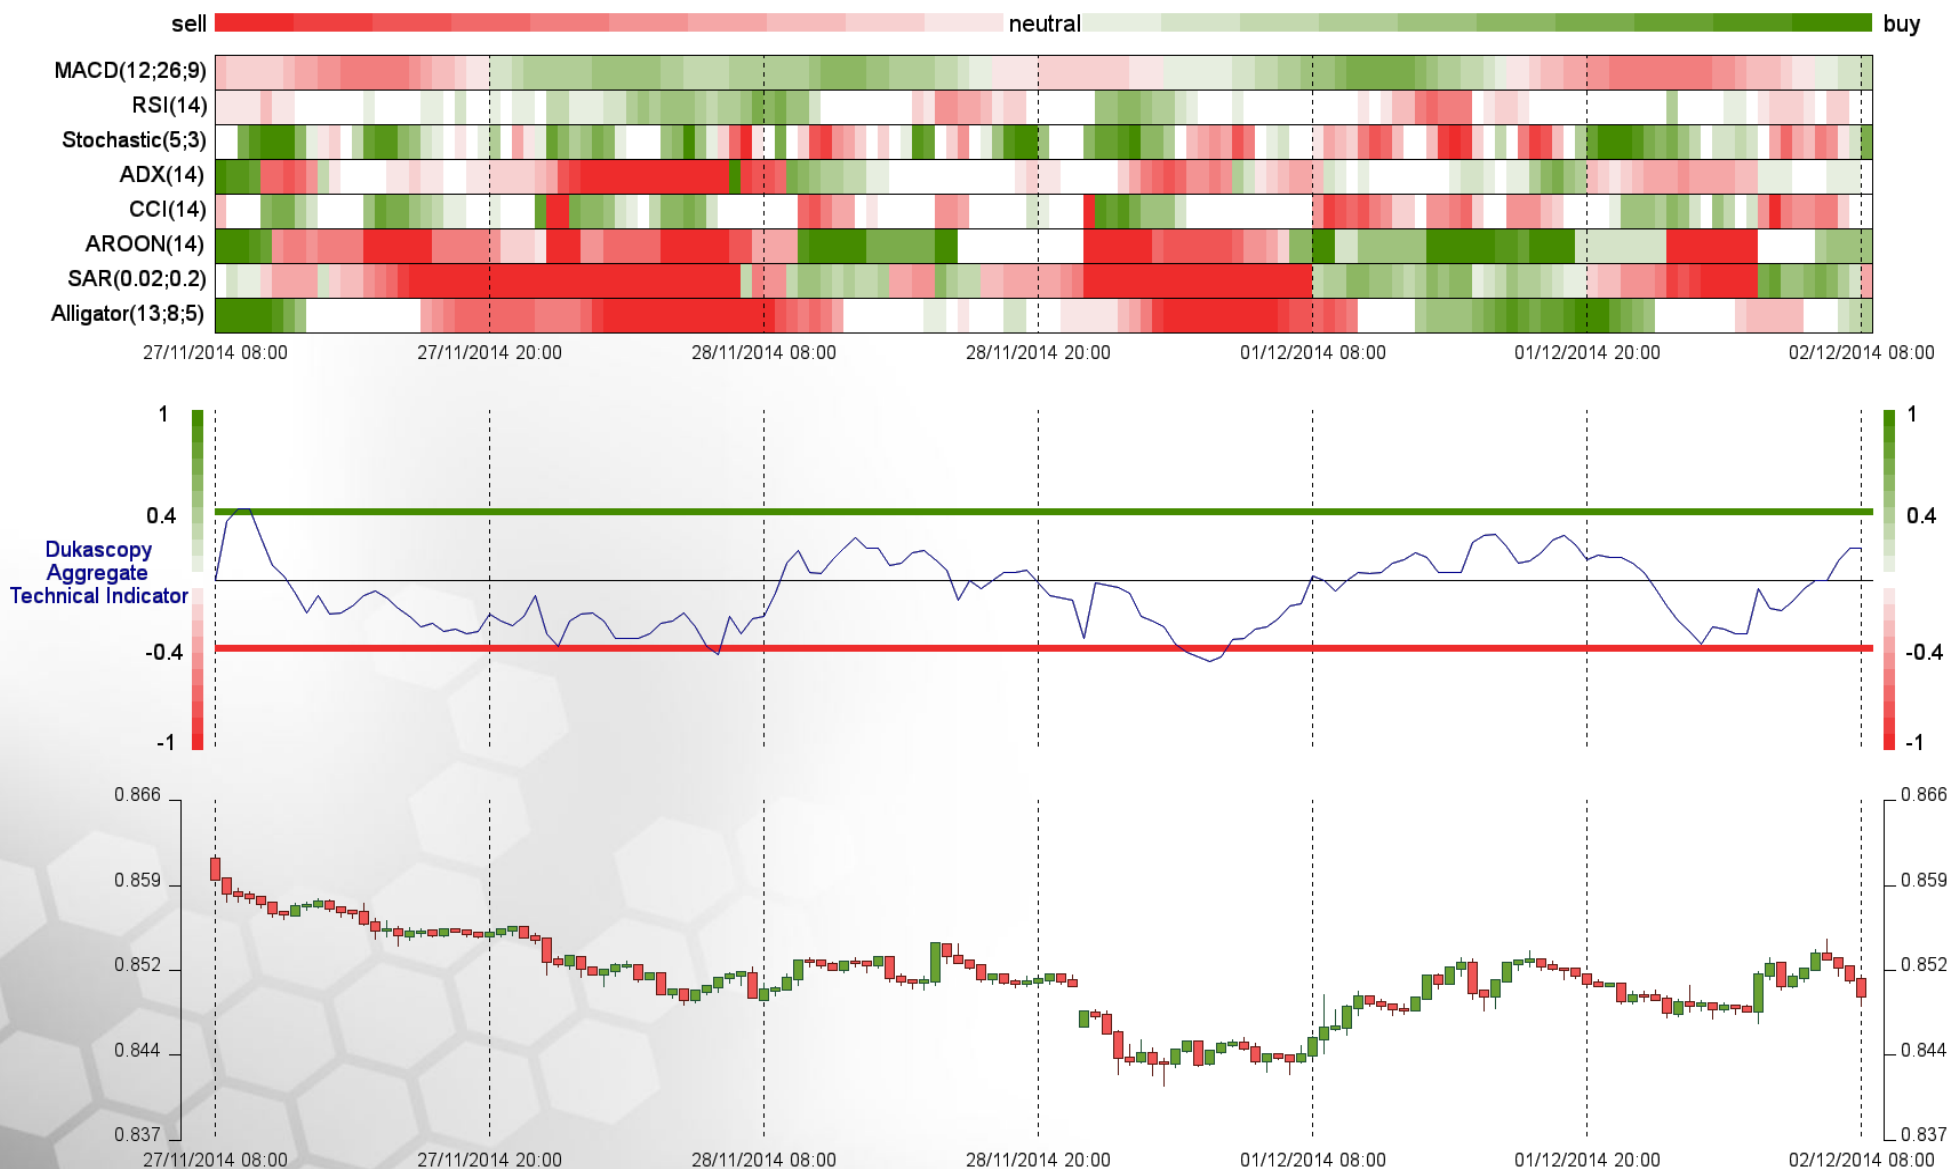 sell neutral buy
MACD(12;26;9)
RSI(14)
Stochastic(5;3)
ADX(14)
CCI(14)
AROON(14)
SAR(0.02;0.2)
Alligator(13;8;5)
27/11/2014 08:00 27/11/2014 20:00 28/11/2014 08:00 28/11/2014 20:00 01/12/2014 08:00 01/12/2014 20:00 02/12/2014 08:00
1 1
0.4 0.4
Dukascopy
Aggregate
Technical Indicator
-0.4 -0.4
-1 -1
0.866 0.866
0.859 0.859
0.852 0.852
0.844 0.844
0.837 0.837
27/11/2014 08:00 27/11/2014 20:00 28/11/2014 08:00 28/11/2014 20:00 01/12/2014 08:00 01/12/2014 20:00 02/12/2014 08:00